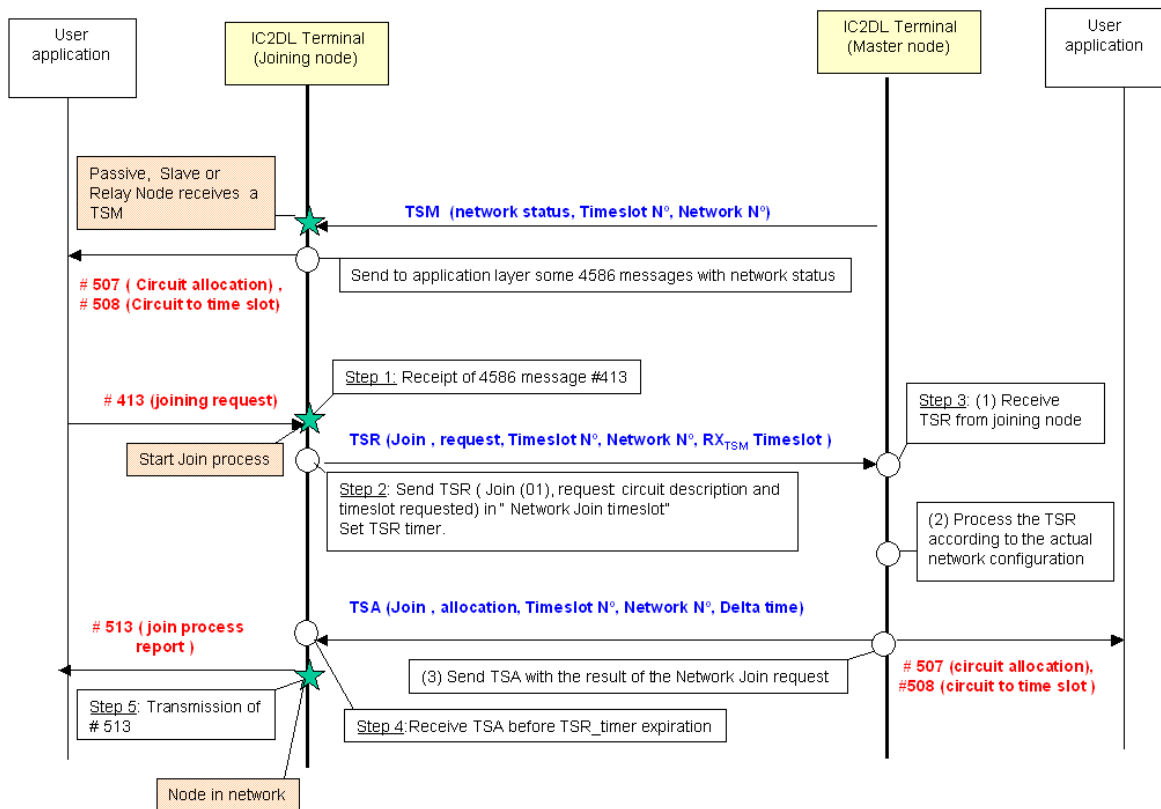 User
application
IC2DL Terminal
(Joining node)
IC2DL Terminal
(Master node)
User
application
Passive, Slave or
Relay Node receives a
TSM
TSM (network status, Timeslot N°, Network N°)
Send to application layer some 4586 messages with network status
# 507 ( Circuit allocation) ,
# 508 (Circuit to time slot)
Step 1: Receipt of 4586 message #413
# 413 (joining request)
Step 3: (1) Receive
TSR from joining node
TSR (Join , request, Timeslot N°, Network N°, RXTSM Timeslot )
Start Join process
Step 2: Send TSR ( Join (01), request: circuit description and
timeslot requested) in " Network Join timeslot"
Set TSR timer.
(2) Process the TSR
according to the actual
network configuration
TSA (Join , allocation, Timeslot N°, Network N°, Delta time)
# 513 ( join process
report )
(3) Send TSA with the result of the Network Join request
# 507 (circuit allocation),
#508 (circuit to time slot )
Step 5: Transmission of
# 513
Step 4:Receive TSA before TSR_timer expiration
Node in network